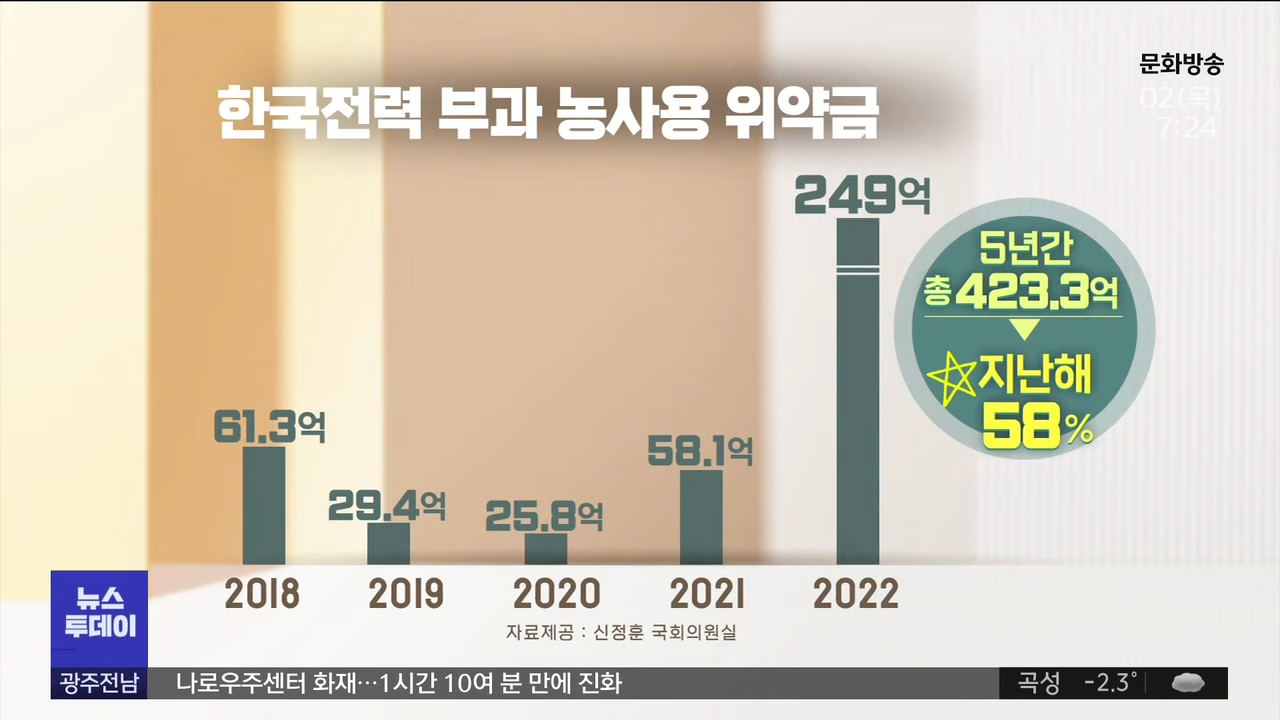 문화방송
02(목)
7:24
한국전력 부과 농사용 위약금
249억
5년간
총 423.3억
지난해
58%
61.3억
58.1억
29.4억
25.8억
2018 2019 2020 2021 2022
자료제공 : 신정훈 국회의원실
뉴스
투데이
광주전남 나로우주센터 화재…1시간 10여 분 만에 진화 곡성 -2.3°